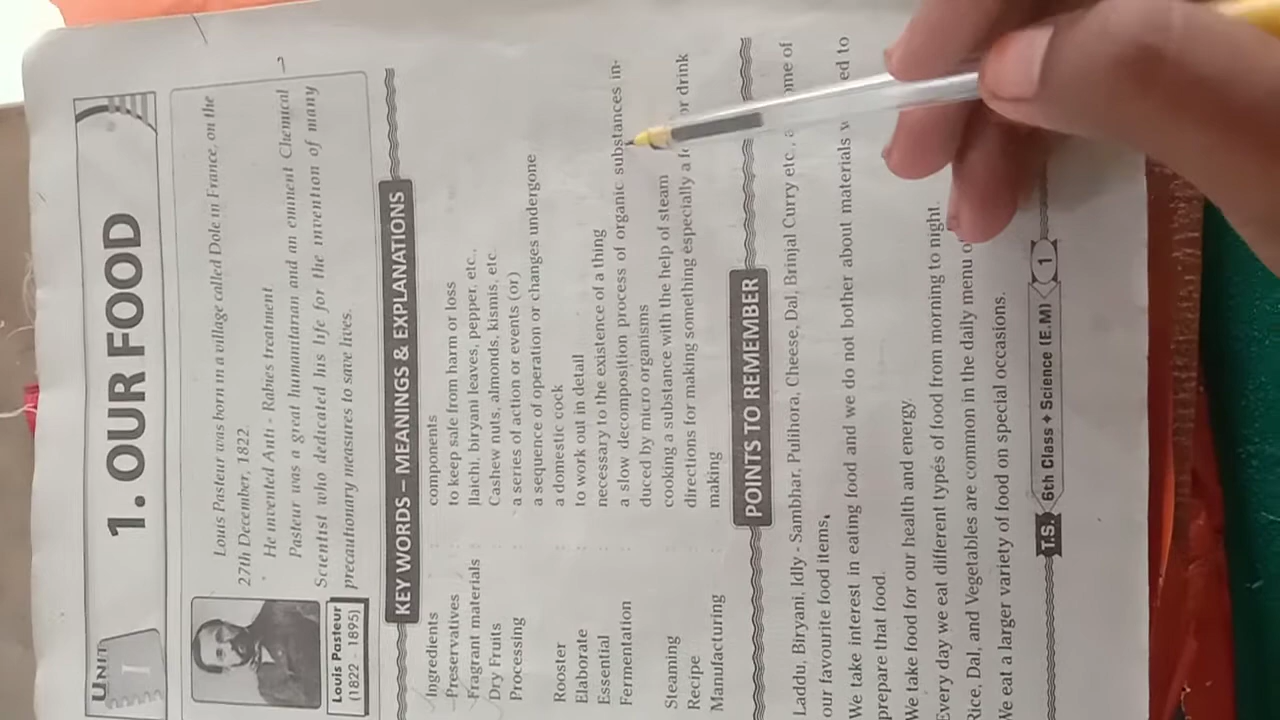 UNIT
I
1. OUR FOOD
Louis Pasteur was born in a village called Dole in France, on the
27th December, 1822.
He invented Anti - Rabies treatment
Pasteur was a great humanitarian and an eminent Chemical
Scientist who dedicated his life for the invention of many
precautionary measures to save lives.
Louis Pasteur
(1822 - 1895)
KEY WORDS – MEANINGS & EXPLANATIONS
Ingredients : components
Preservatives : to keep safe from harm or loss
Fragrant materials : Jlaichi, biryani leaves, pepper, etc.,
Dry Fruits : Cashew nuts, almonds, kismis, etc
Processing : a series of action or events (or)
a sequence of operation or changes undergone
Rooster : a domestic cock
Elaborate : to work out in detail
Essential : necessary to the existence of a thing
Fermentation : a slow decomposition process of organic substances in-
duced by micro organisms
Steaming : cooking a substance with the help of steam
Recipe : directions for making something especially a or drink
Manufacturing : making
POINTS TO REMEMBER
Laddu, Biryani, Idly - Sambhar, Pulihora, Cheese, Dal, Brinjal Curry etc., of
our favourite food items.
We take interest in eating food and we do not bother about materials to
prepare that food.
We take food for our health and energy.
Every day we eat different types of food from morning to night.
Rice, Dal, and Vegetables are common in the daily menu
We eat a larger variety of food on special occasions.
T.S. 6th Class ♦ Science (E.M) 1